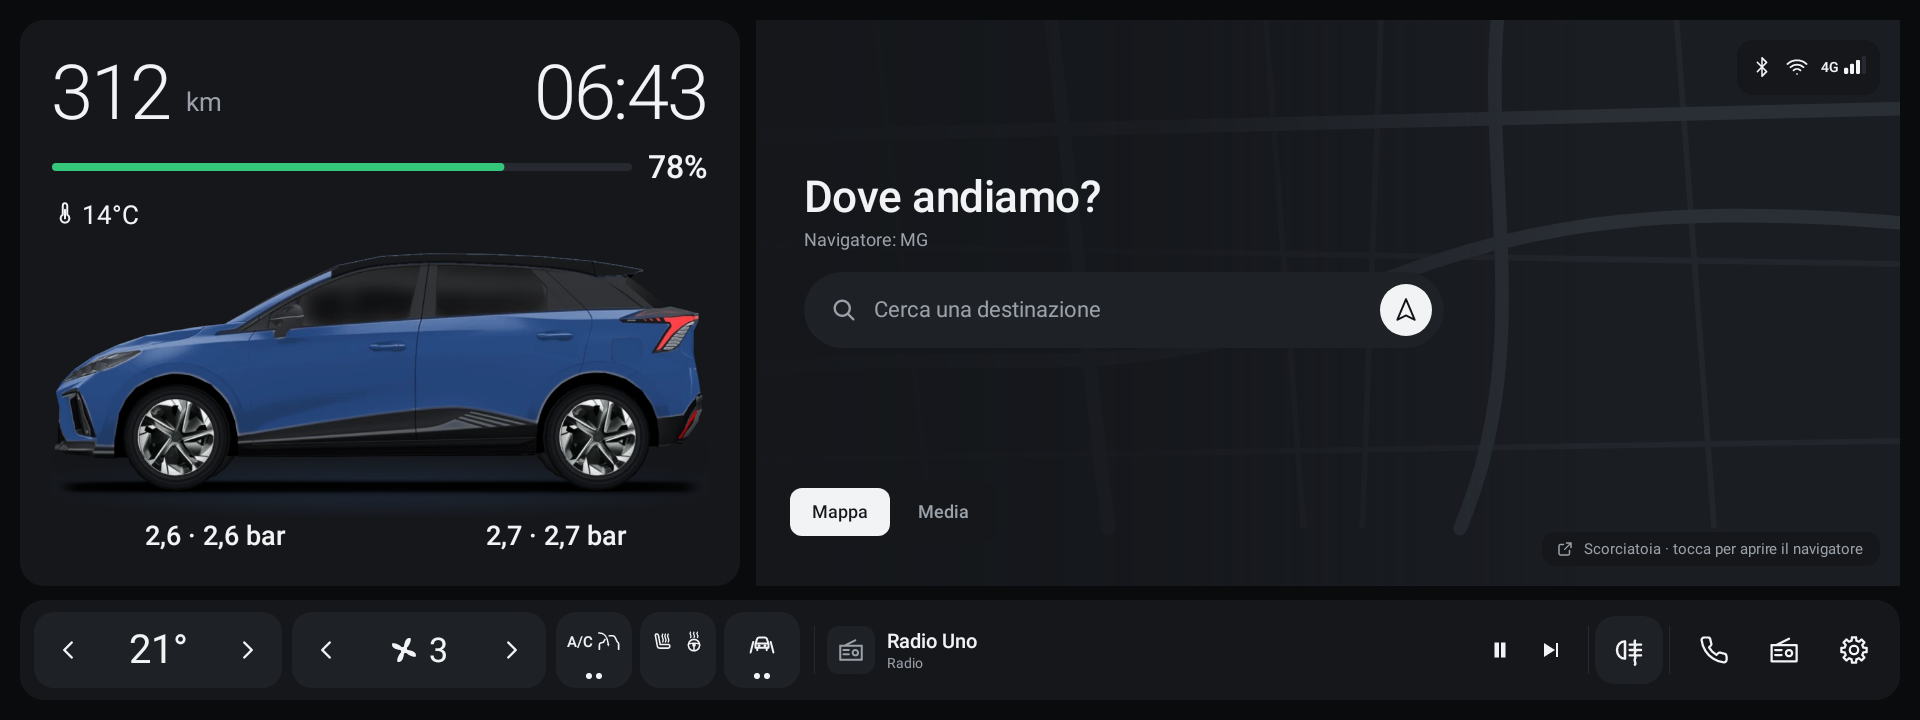 312 km
06:43
78%
14°C
2,6 · 2,6 bar
2,7 · 2,7 bar
4G
Dove andiamo?
Navigatore: MG
Cerca una destinazione
Mappa
Media
Scorciatoia · tocca per aprire il navigatore
21°
3
A/C
Radio Uno
Radio